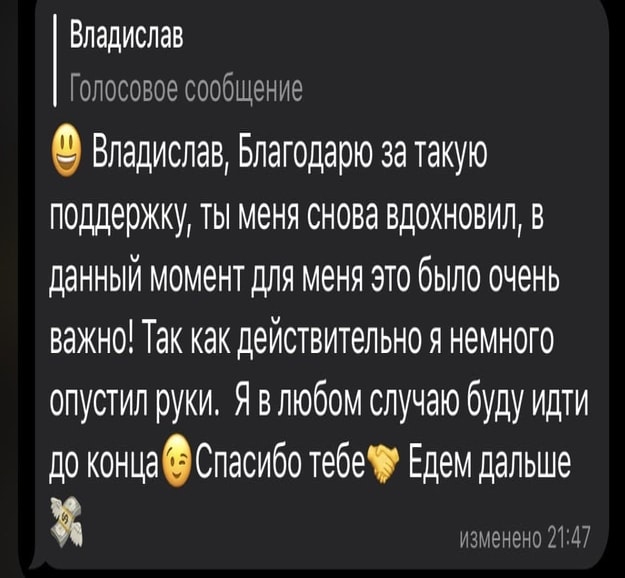 Владислав
Голосовое сообщение
😃 Владислав, Благодарю за такую
поддержку, ты меня снова вдохновил, в
данный момент для меня это было очень
важно! Так как действительно я немного
опустил руки.  Я в любом случаю буду идти
до конца😉Спасибо тебе🤝 Едем дальше
💸
изменено 21:47